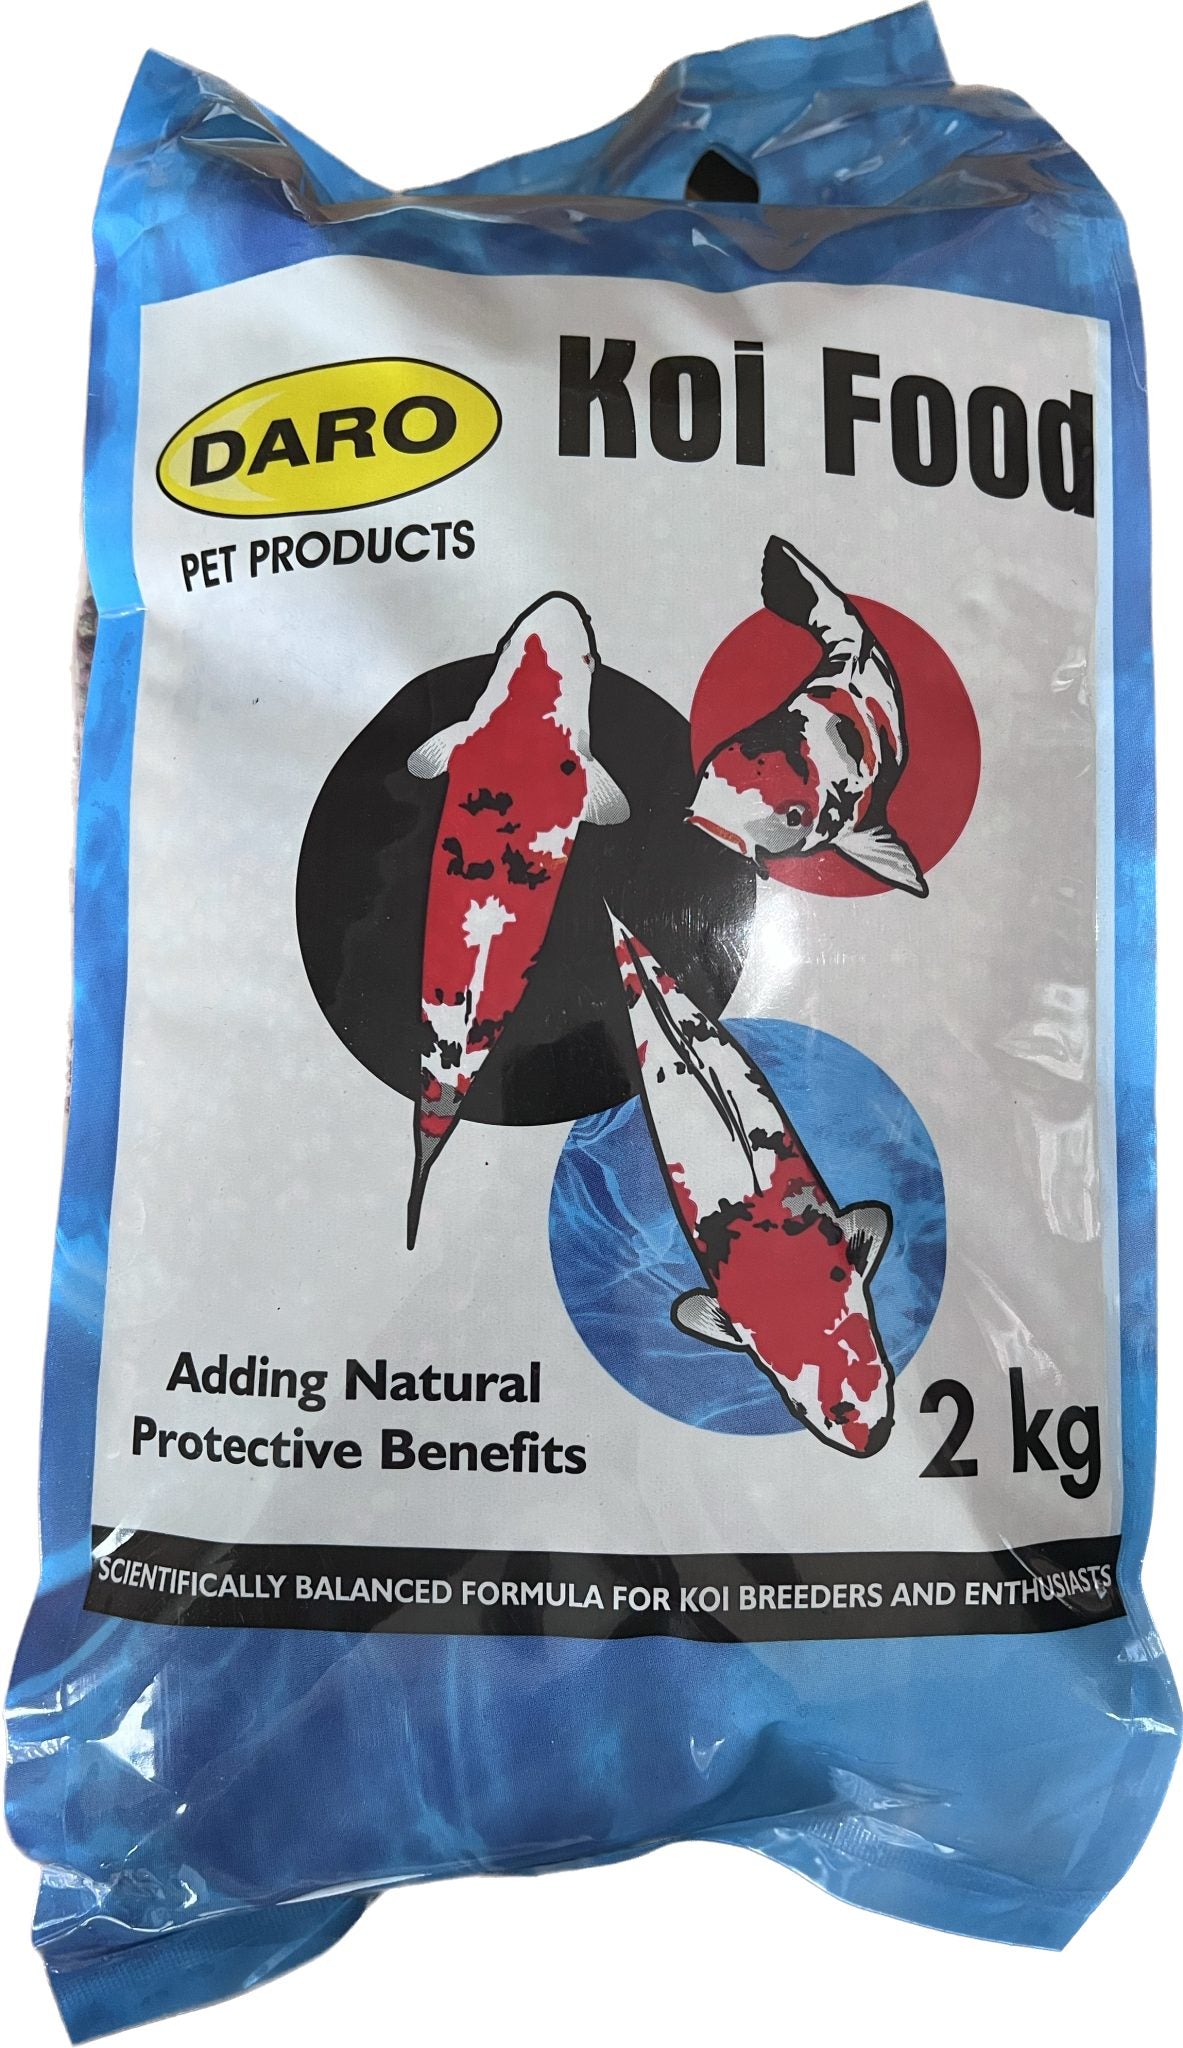 DARO
PET PRODUCTS
Koi Food
Adding Natural
Protective Benefits
2 kg
SCIENTIFICALLY BALANCED FORMULA FOR KOI BREEDERS AND ENTHUSIASTS